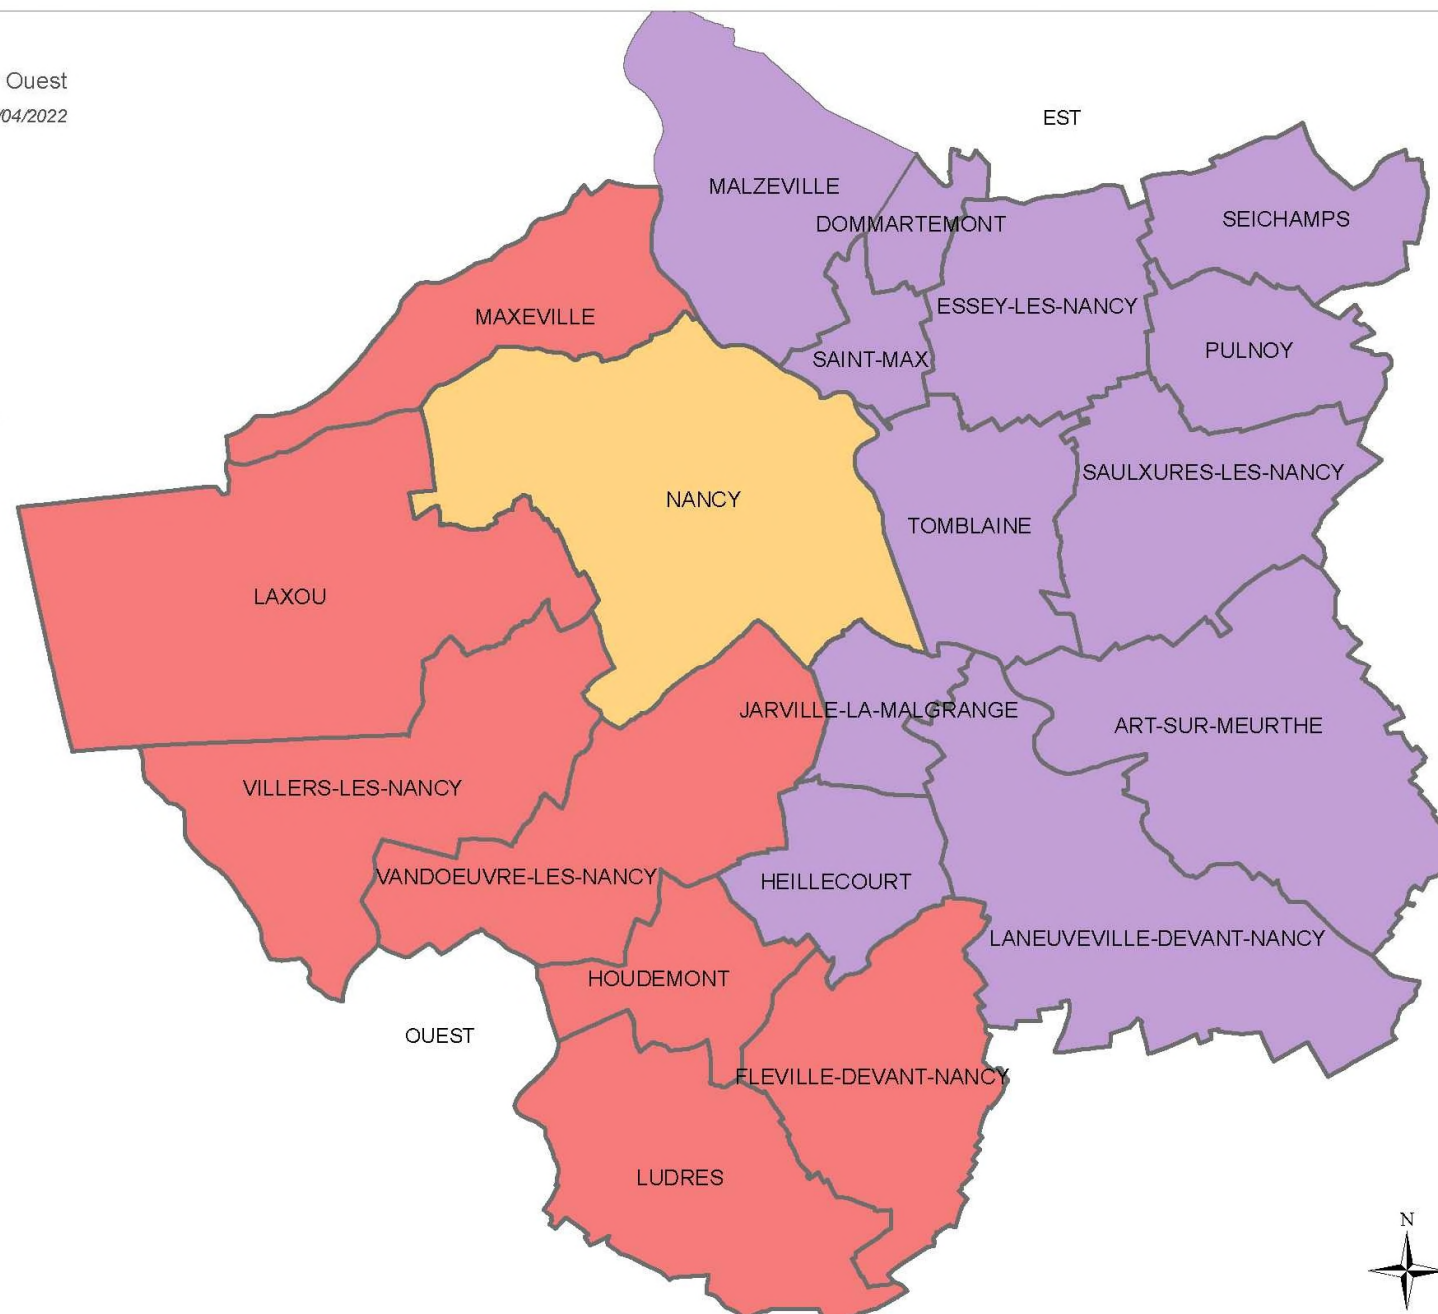 Ouest
/04/2022
EST
MALZEVILLE
DOMMARTEMONT
SEICHAMPS
MAXEVILLE
ESSEY-LES-NANCY
SAINT-MAX
PULNOY
NANCY
SAULXURES-LES-NANCY
TOMBLAINE
LAXOU
JARVILLE-LA-MALGRANGE
ART-SUR-MEURTHE
VILLERS-LES-NANCY
VANDOEUVRE-LES-NANCY
HEILLECOURT
LANEUVEVILLE-DEVANT-NANCY
HOUDEMONT
OUEST
FLEVILLE-DEVANT-NANCY
LUDRES
N